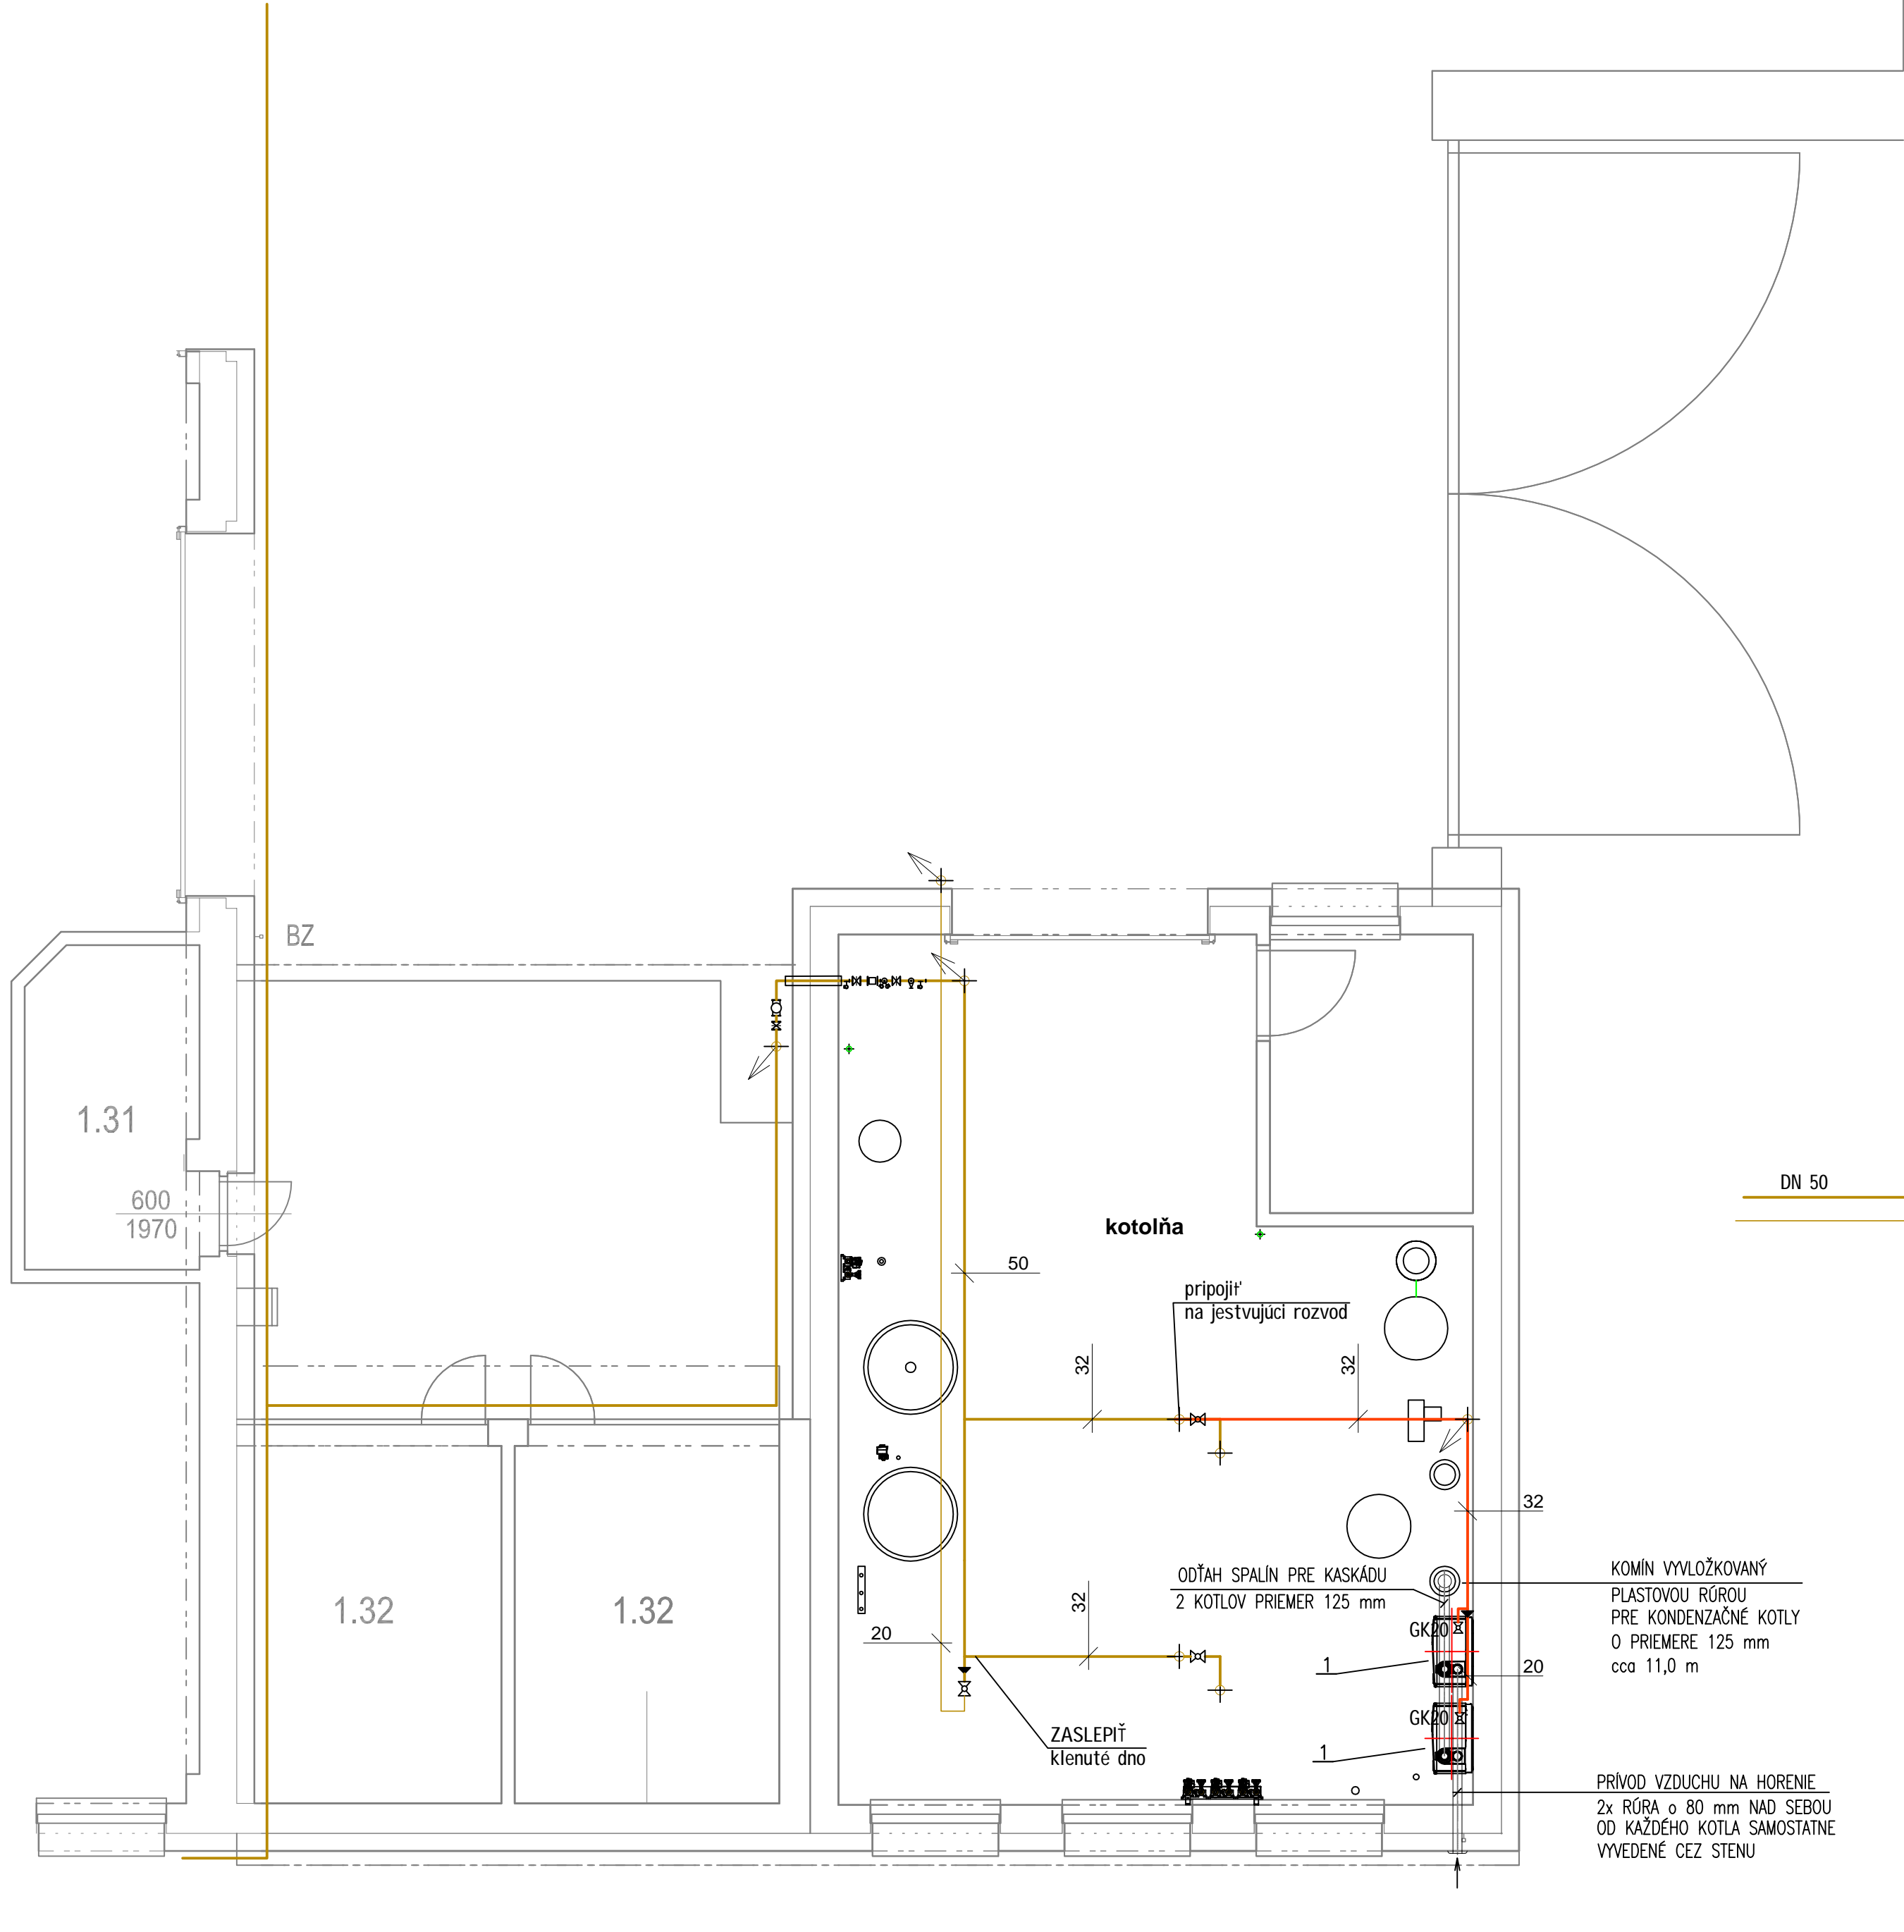 BZ
1.31
600
1970
DN 50
kotolňa
50
pripojiť
na jestvujúci rozvod
32
32
32
ODŤAH SPALÍN PRE KASKÁDU
2 KOTLOV PRIEMER 125 mm
KOMÍN VYVLOŽKOVANÝ
PLASTOVOU RÚROU
PRE KONDENZAČNÉ KOTLY
O PRIEMERE 125 mm
cca 11,0 m
1.32
1.32
32
20
GK20
1
20
GK20
1
ZASLEPIŤ
klenuté dno
PRÍVOD VZDUCHU NA HORENIE
2x RÚRA o 80 mm NAD SEBOU
OD KAŽDÉHO KOTLA SAMOSTATNE
VYVEDENÉ CEZ STENU